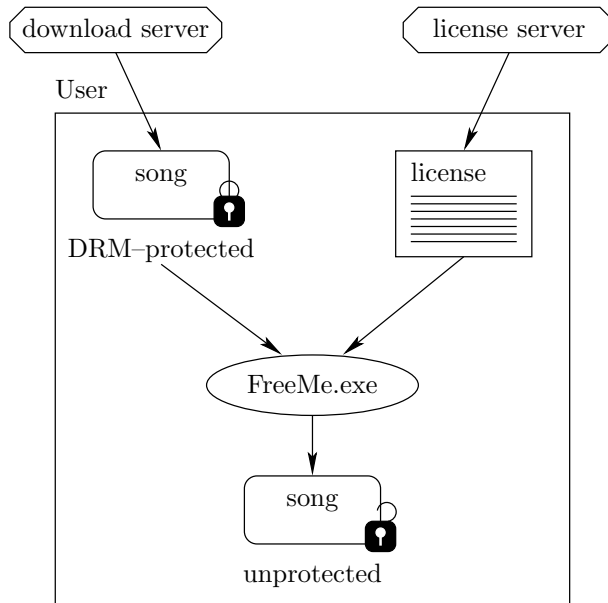 download server
license server
User
song
license
DRM–protected
FreeMe.exe
song
unprotected